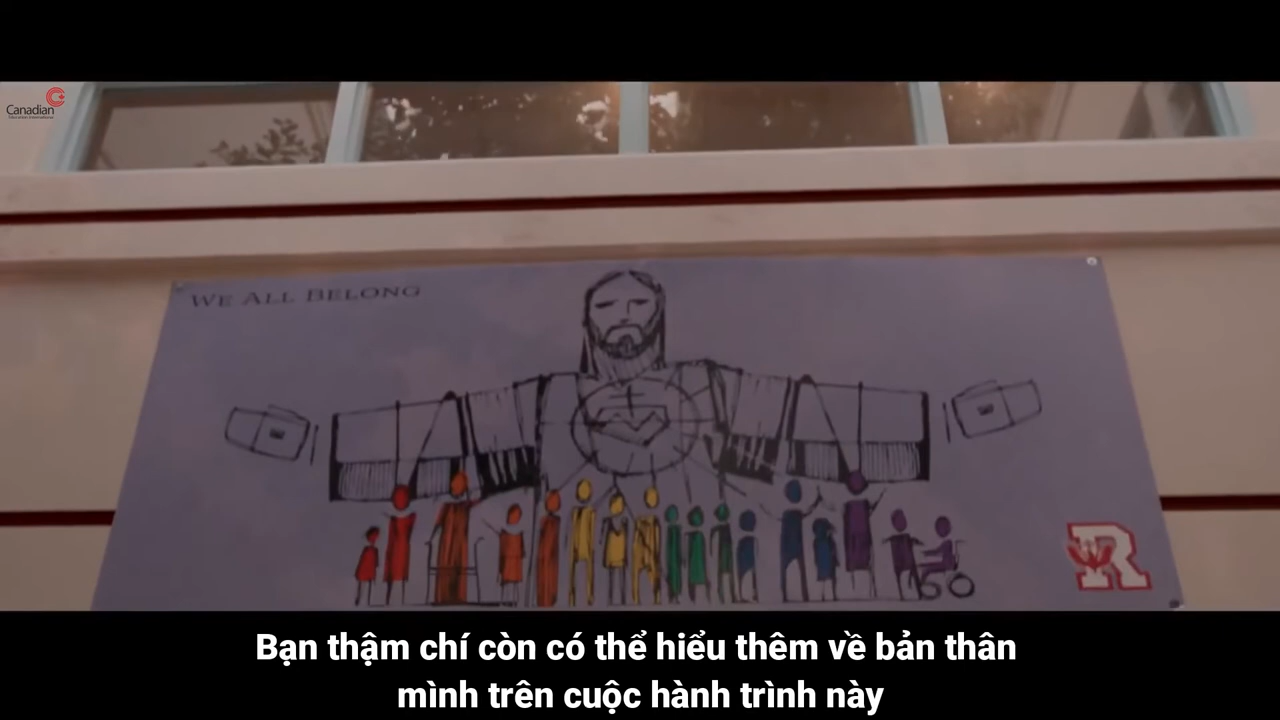 Canadian
WE ALL BELONG
R
Bạn thậm chí còn có thể hiểu thêm về bản thân
mình trên cuộc hành trình này